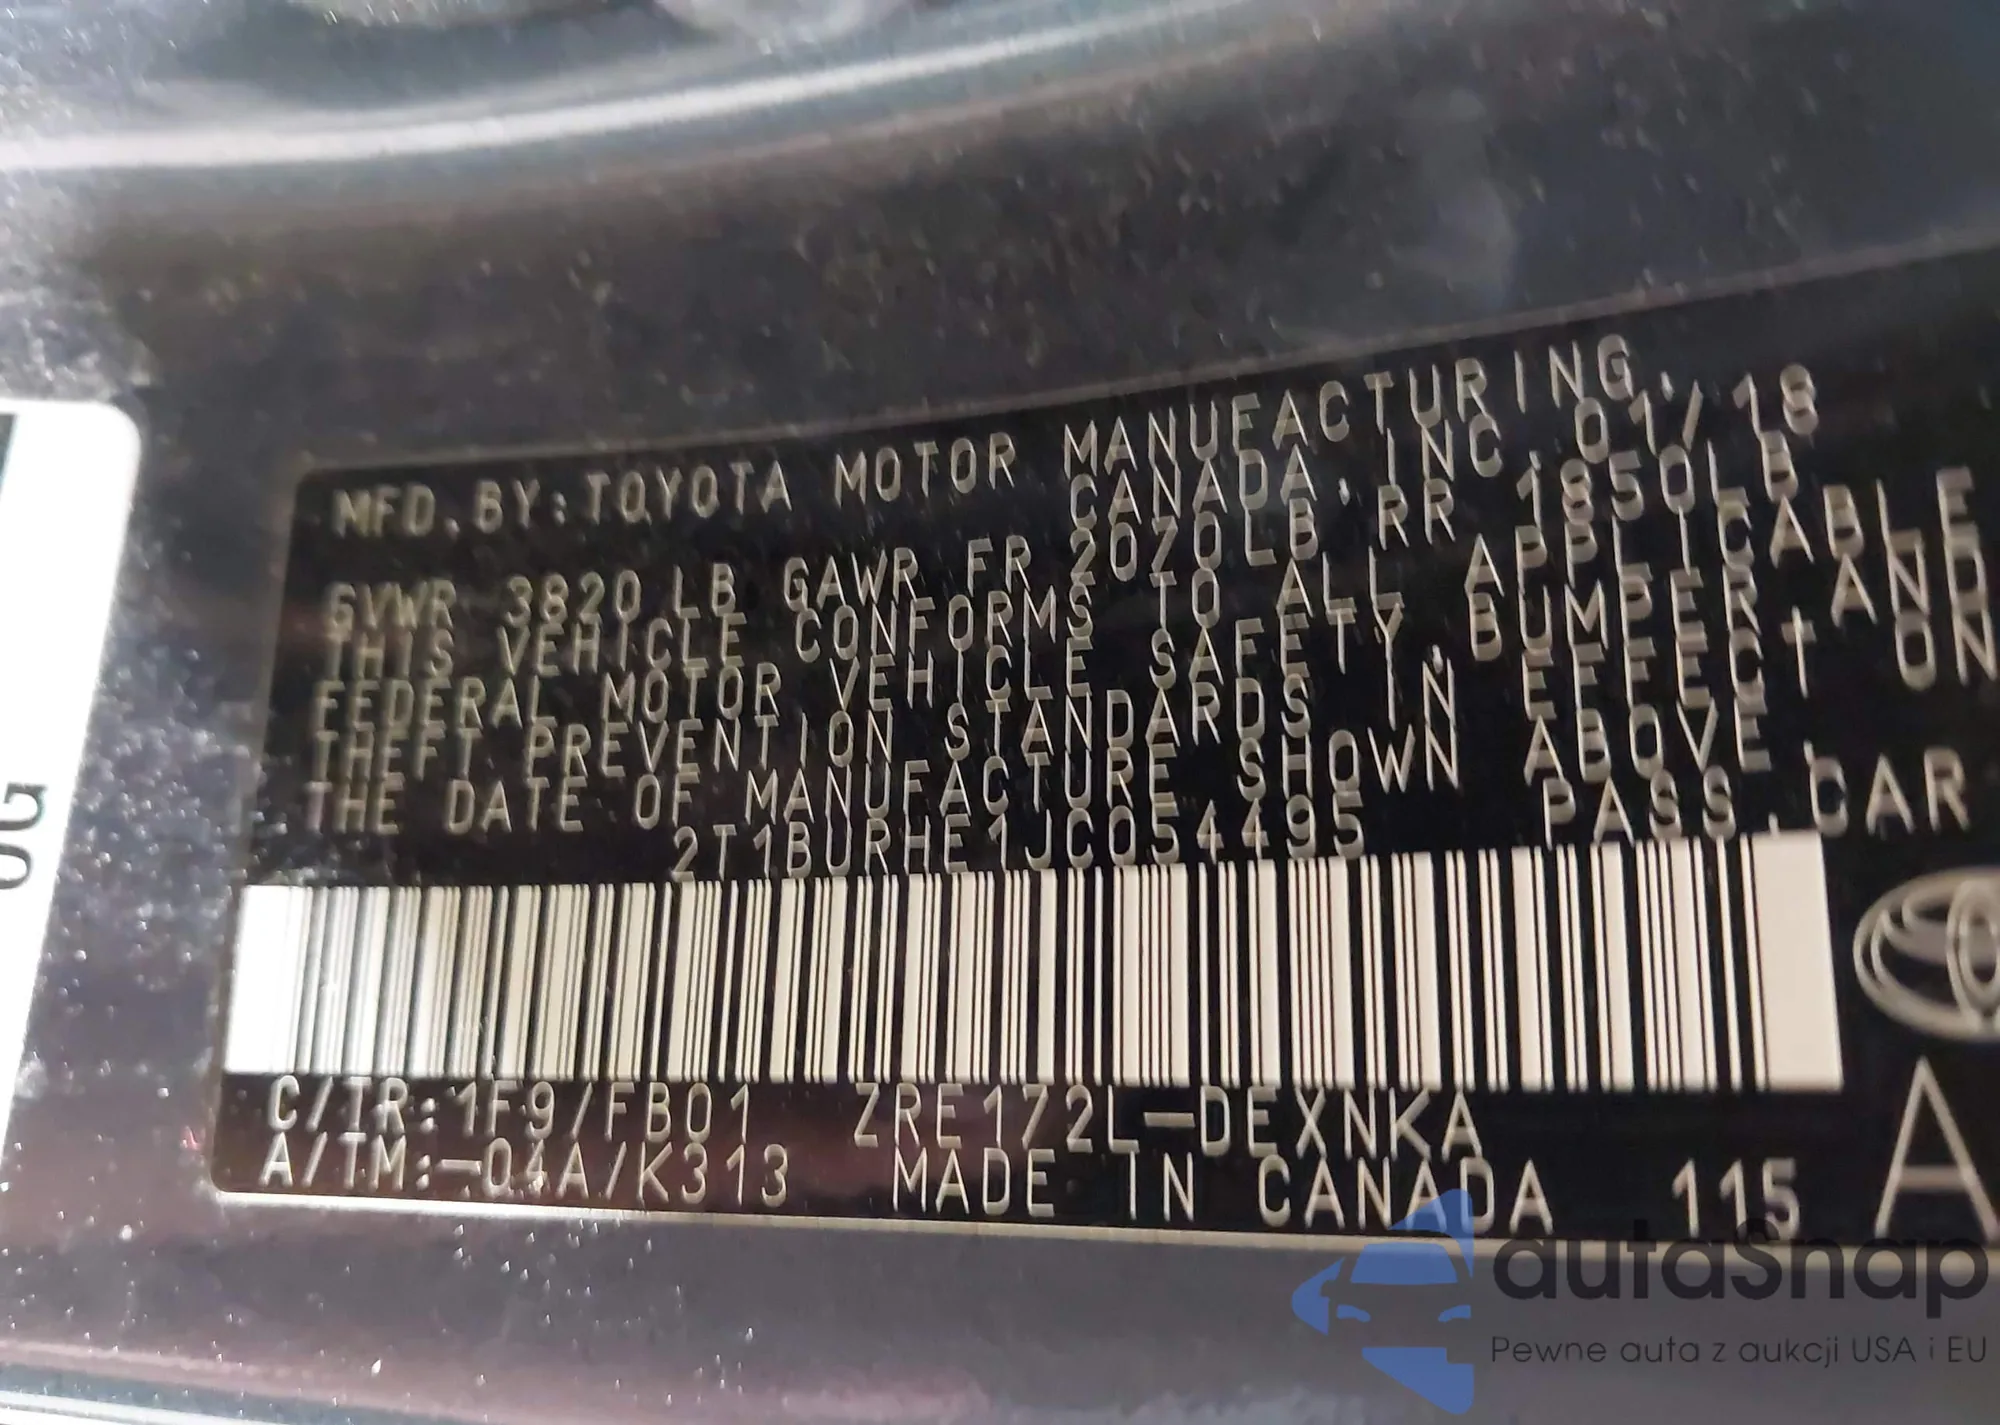 MFD.BY:TOYOTA MOTOR MANUFACTURING,
CANADA,INC.01/18
GVWR 3820 LB GAWR FR 2070LB RR 1850LB
THIS VEHICLE CONFORMS TO ALL APPLICABLE
FEDERAL MOTOR VEHICLE SAFETY,BUMPER AND
THEFT PREVENTION STANDARDS IN EFFECT ON
THE DATE OF MANUFACTURE SHOWN ABOVE.
2T1BURHE1JC054495 PASS.CAR
C/TR:1F9/FB01 ZRE172L-DEXNKA
A/TM:-04A/K313 MADE IN CANADA 115 A
UG
autaSnap
Pewne auta z aukcji USA i EU